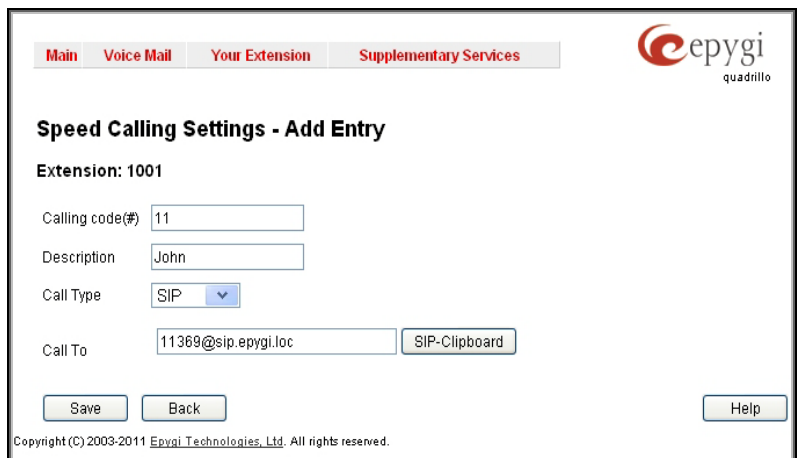 epygi
quadrillo
Main Voice Mail Your Extension Supplementary Services
Speed Calling Settings - Add Entry
Extension: 1001
Calling code(#) 11
Description John
Call Type SIP
Call To 11369@sip.epygi.loc SIP-Clipboard
Save Back Help
Copyright (C) 2003-2011 Epygi Technologies, Ltd. All rights reserved.